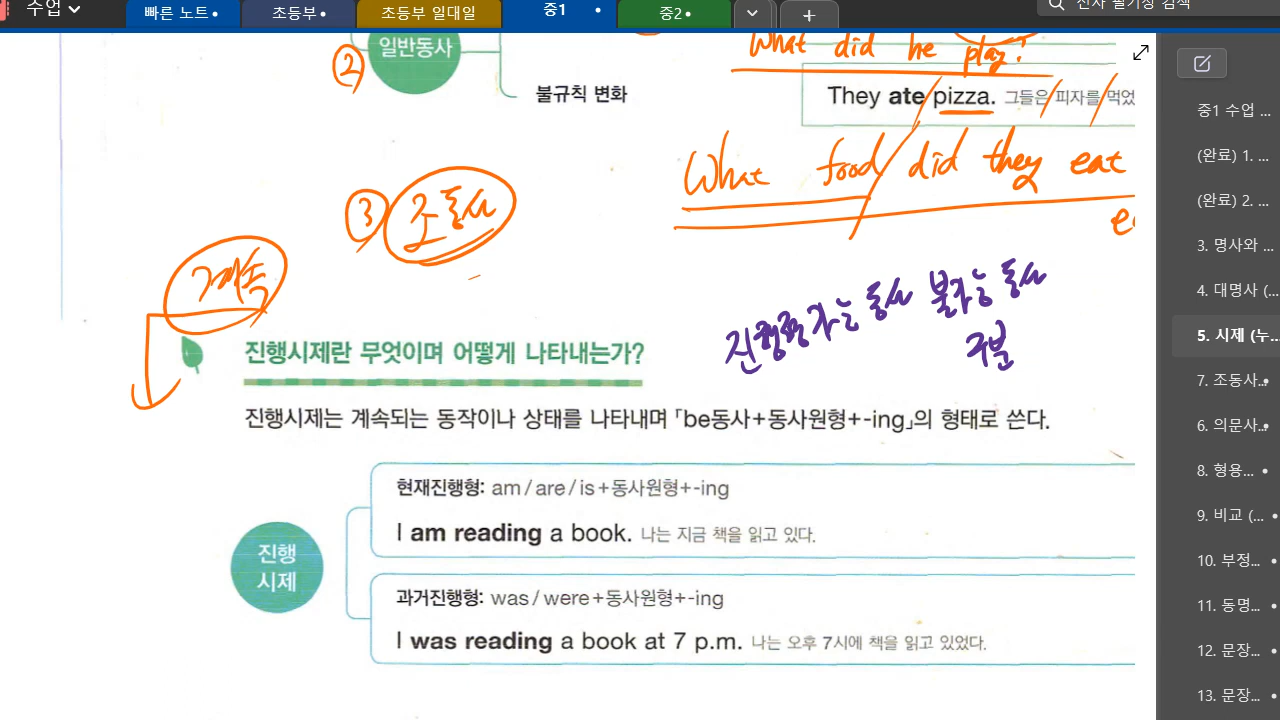 수업
빠른 노트
초등부
초등부 일대일
중1
중2
전자 필기장 검색
② 일반동사
불규칙 변화
What did he play?
They ate pizza. 그들은 피자를 먹었
What food did they eat
③ 조동사
계속
진행형 가능 동사 불가능 동사
구분
진행시제란 무엇이며 어떻게 나타내는가?
진행시제는 계속되는 동작이나 상태를 나타내며 「be동사+동사원형+-ing」의 형태로 쓴다.
진행
시제
현재진행형: am/are/is+동사원형+-ing
I am reading a book. 나는 지금 책을 읽고 있다.
과거진행형: was/were+동사원형+-ing
I was reading a book at 7 p.m. 나는 오후 7시에 책을 읽고 있었다.
중1 수업 ...
(완료) 1. ...
(완료) 2. ...
3. 명사와 ...
4. 대명사 (...
5. 시제 (누...
7. 조동사...
6. 의문사...
8. 형용...
9. 비교 (...
10. 부정...
11. 동명...
12. 문장...
13. 문장...